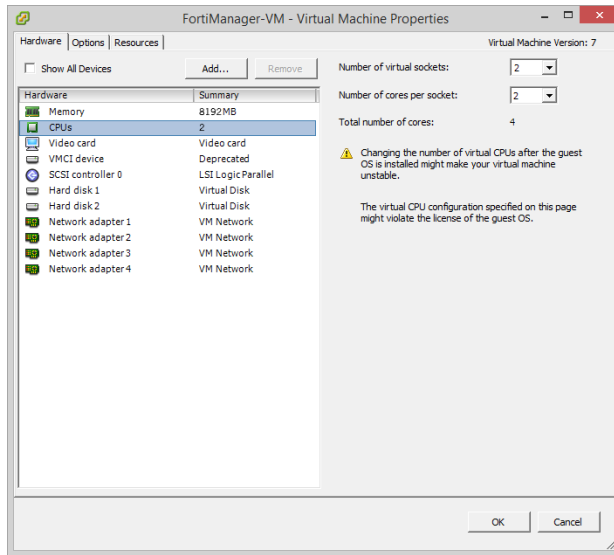 FortiManager-VM - Virtual Machine Properties
Hardware Options Resources Virtual Machine Version: 7
Show All Devices Add... Remove
Hardware Summary
Memory 8192MB
CPUs 2
Video card Video card
VMCI device Deprecated
SCSI controller 0 LSI Logic Parallel
Hard disk 1 Virtual Disk
Hard disk 2 Virtual Disk
Network adapter 1 VM Network
Network adapter 2 VM Network
Network adapter 3 VM Network
Network adapter 4 VM Network
Number of virtual sockets: 2
Number of cores per socket: 2
Total number of cores: 4
Changing the number of virtual CPUs after the guest
OS is installed might make your virtual machine
unstable.
The virtual CPU configuration specified on this page
might violate the license of the guest OS.
OK Cancel